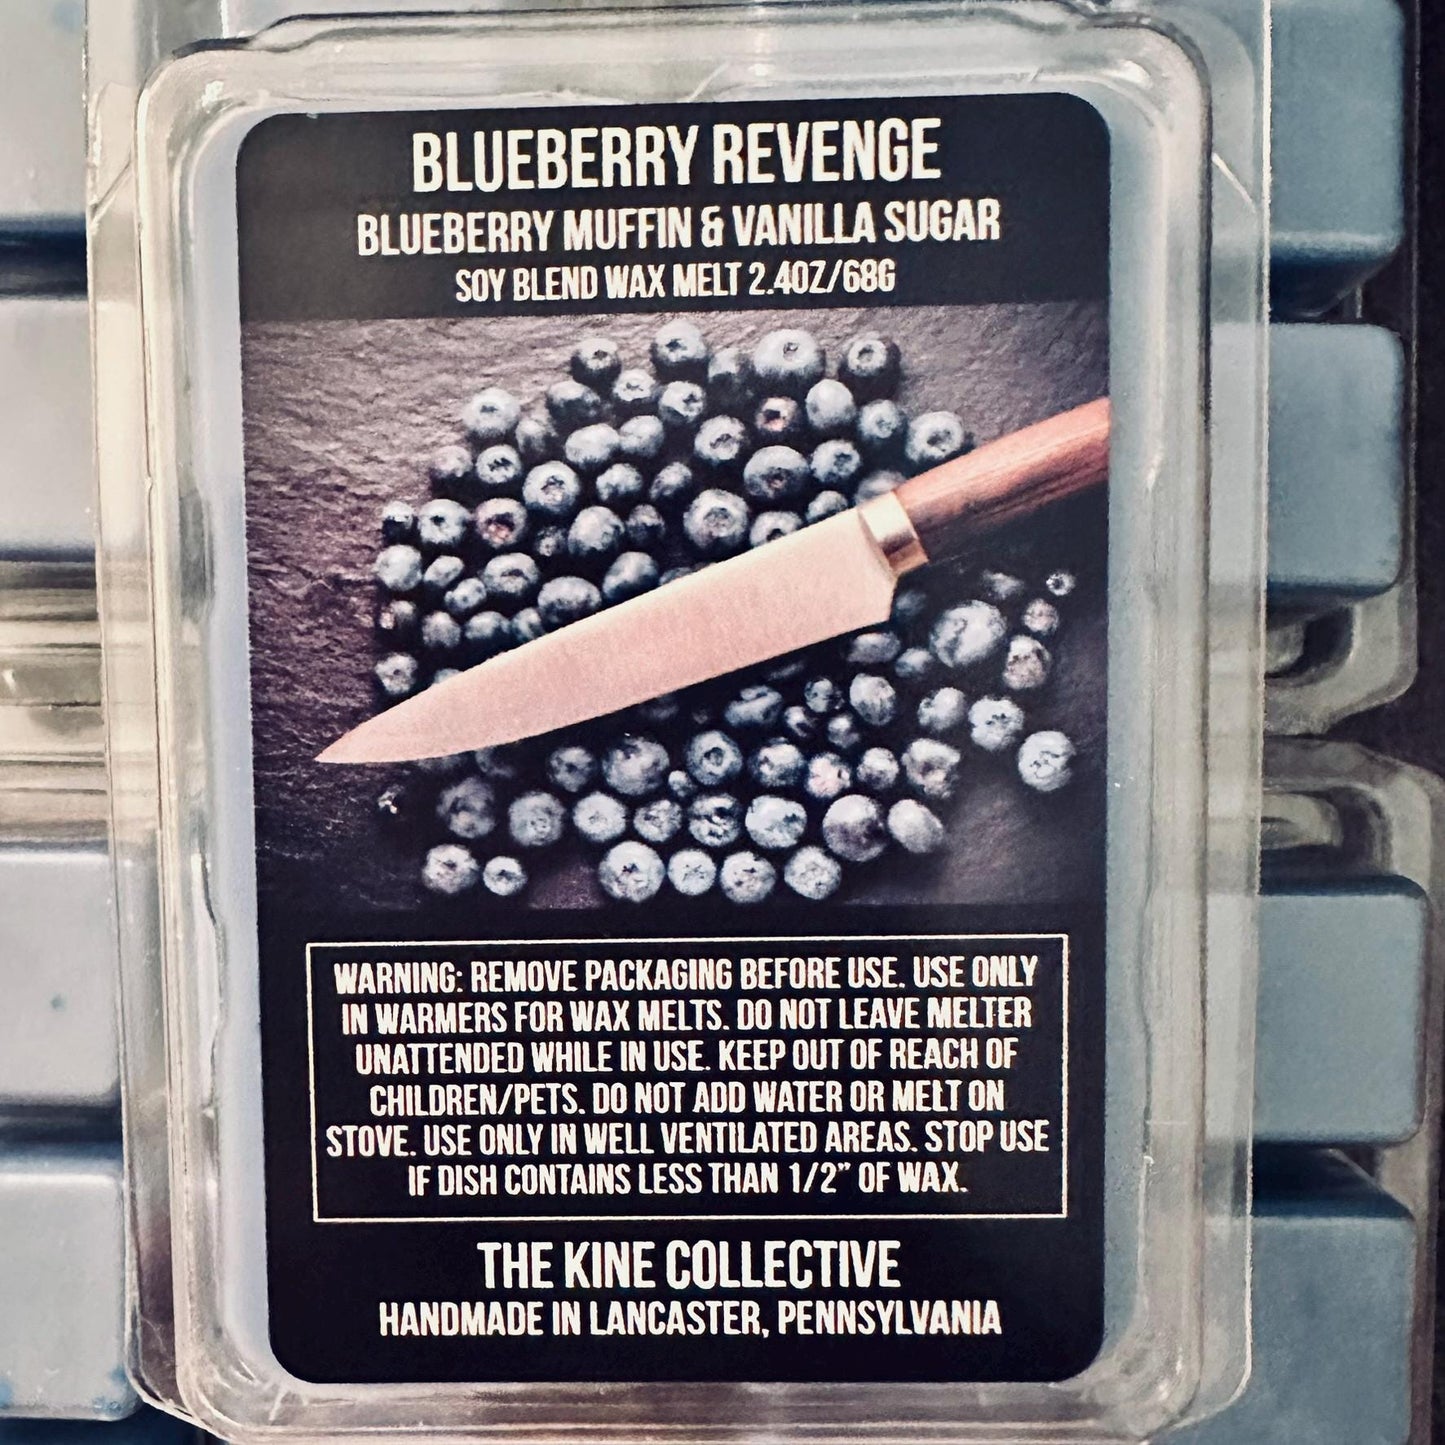 BLUEBERRY REVENGE
BLUEBERRY MUFFIN & VANILLA SUGAR
SOY BLEND WAX MELT 2.4OZ/68G
WARNING: REMOVE PACKAGING BEFORE USE. USE ONLY
IN WARMERS FOR WAX MELTS. DO NOT LEAVE MELTER
UNATTENDED WHILE IN USE. KEEP OUT OF REACH OF
CHILDREN/PETS. DO NOT ADD WATER OR MELT ON
STOVE. USE ONLY IN WELL VENTILATED AREAS. STOP USE
IF DISH CONTAINS LESS THAN 1/2” OF WAX.
THE KINE COLLECTIVE
HANDMADE IN LANCASTER, PENNSYLVANIA